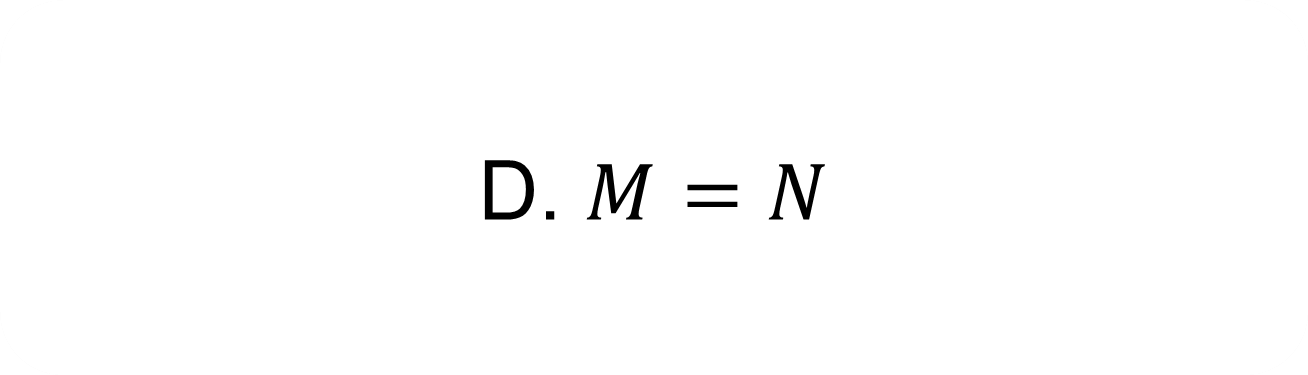 D. M = N